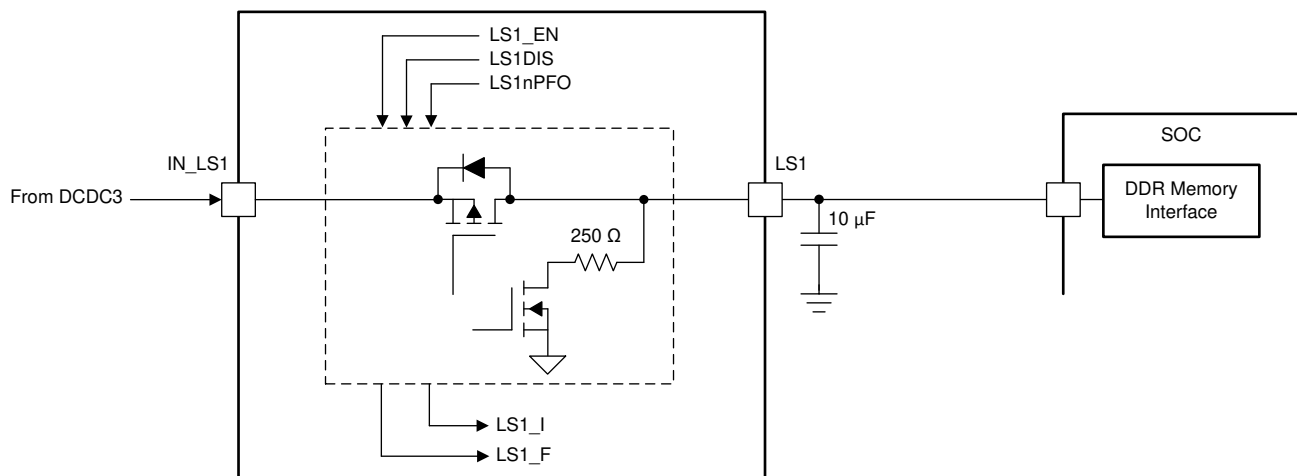 LS1_EN
LS1DIS
LS1nPFO
SOC
IN_LS1
LS1
From DCDC3
DDR Memory
Interface
10 µF
250 Ω
LS1_I
LS1_F